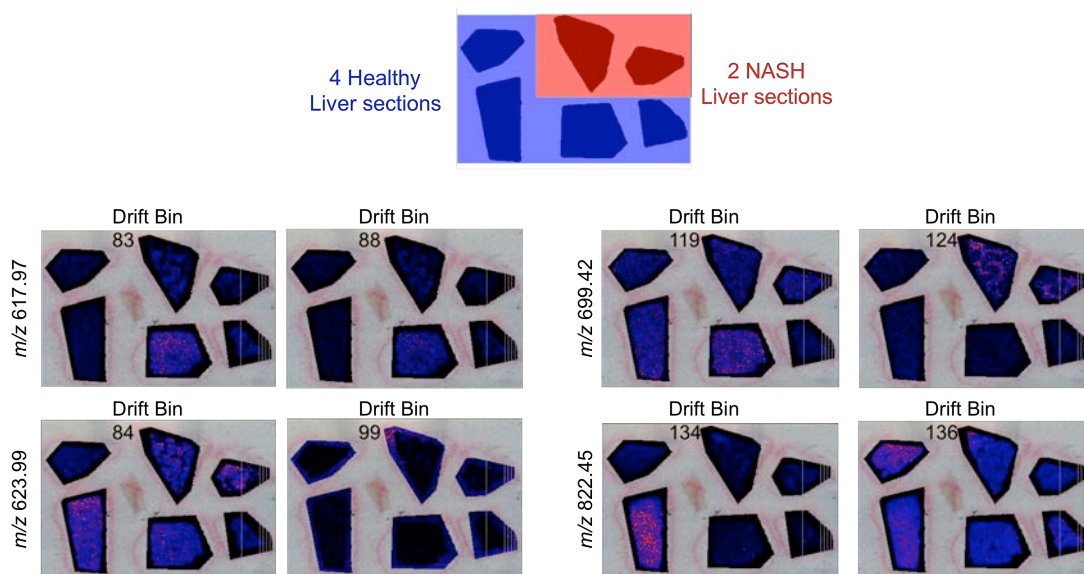 4 Healthy
Liver sections
2 NASH
Liver sections
Drift Bin
83
Drift Bin
88
Drift Bin
119
Drift Bin
124
m/z 617.97
m/z 699.42
Drift Bin
84
Drift Bin
99
Drift Bin
134
Drift Bin
136
m/z 623.99
m/z 822.45